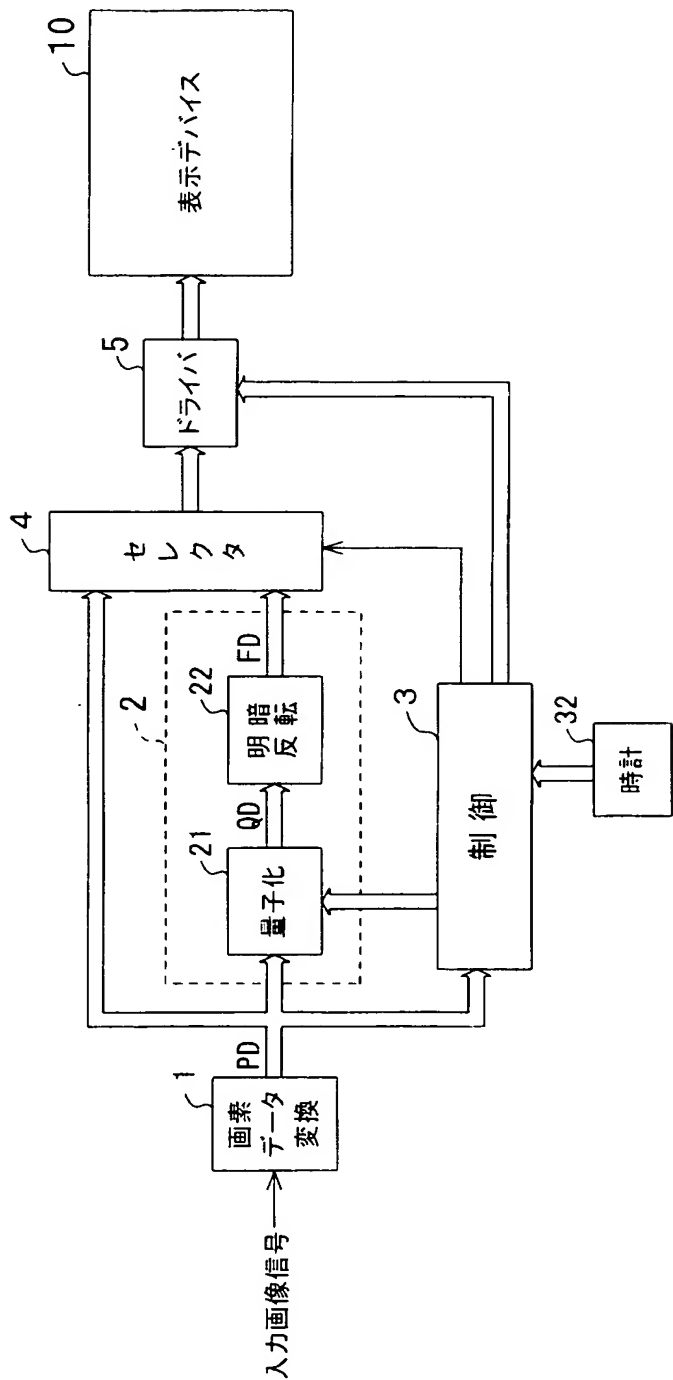 入力画像信号
1
画素
データ
変換
PD
2
21
量子化
QD
22
明暗
反転
FD
4
セレクタ
5
ドライバ
10
表示デバイス
3
制御
32
時計